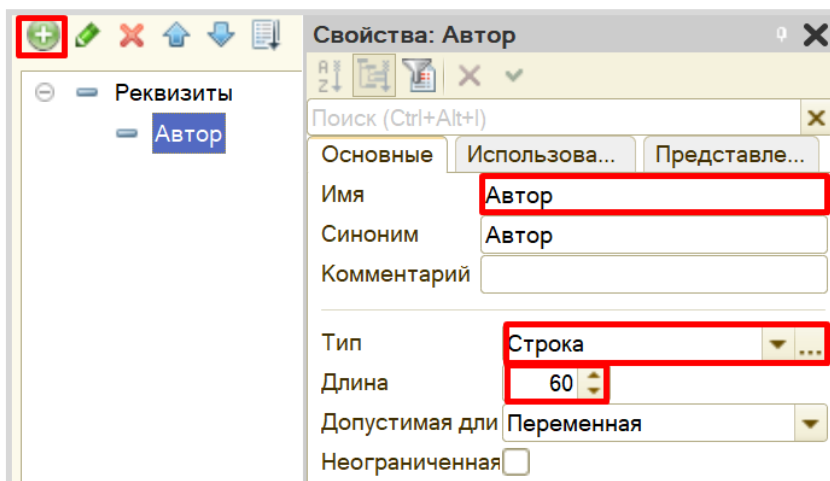 Свойства: Автор
Реквизиты
Автор
Поиск (Ctrl+Alt+I)
Основные Использова... Представле...
Имя Автор
Синоним Автор
Комментарий
Тип Строка ...
Длина 60
Допустимая дли Переменная
Неограниченная